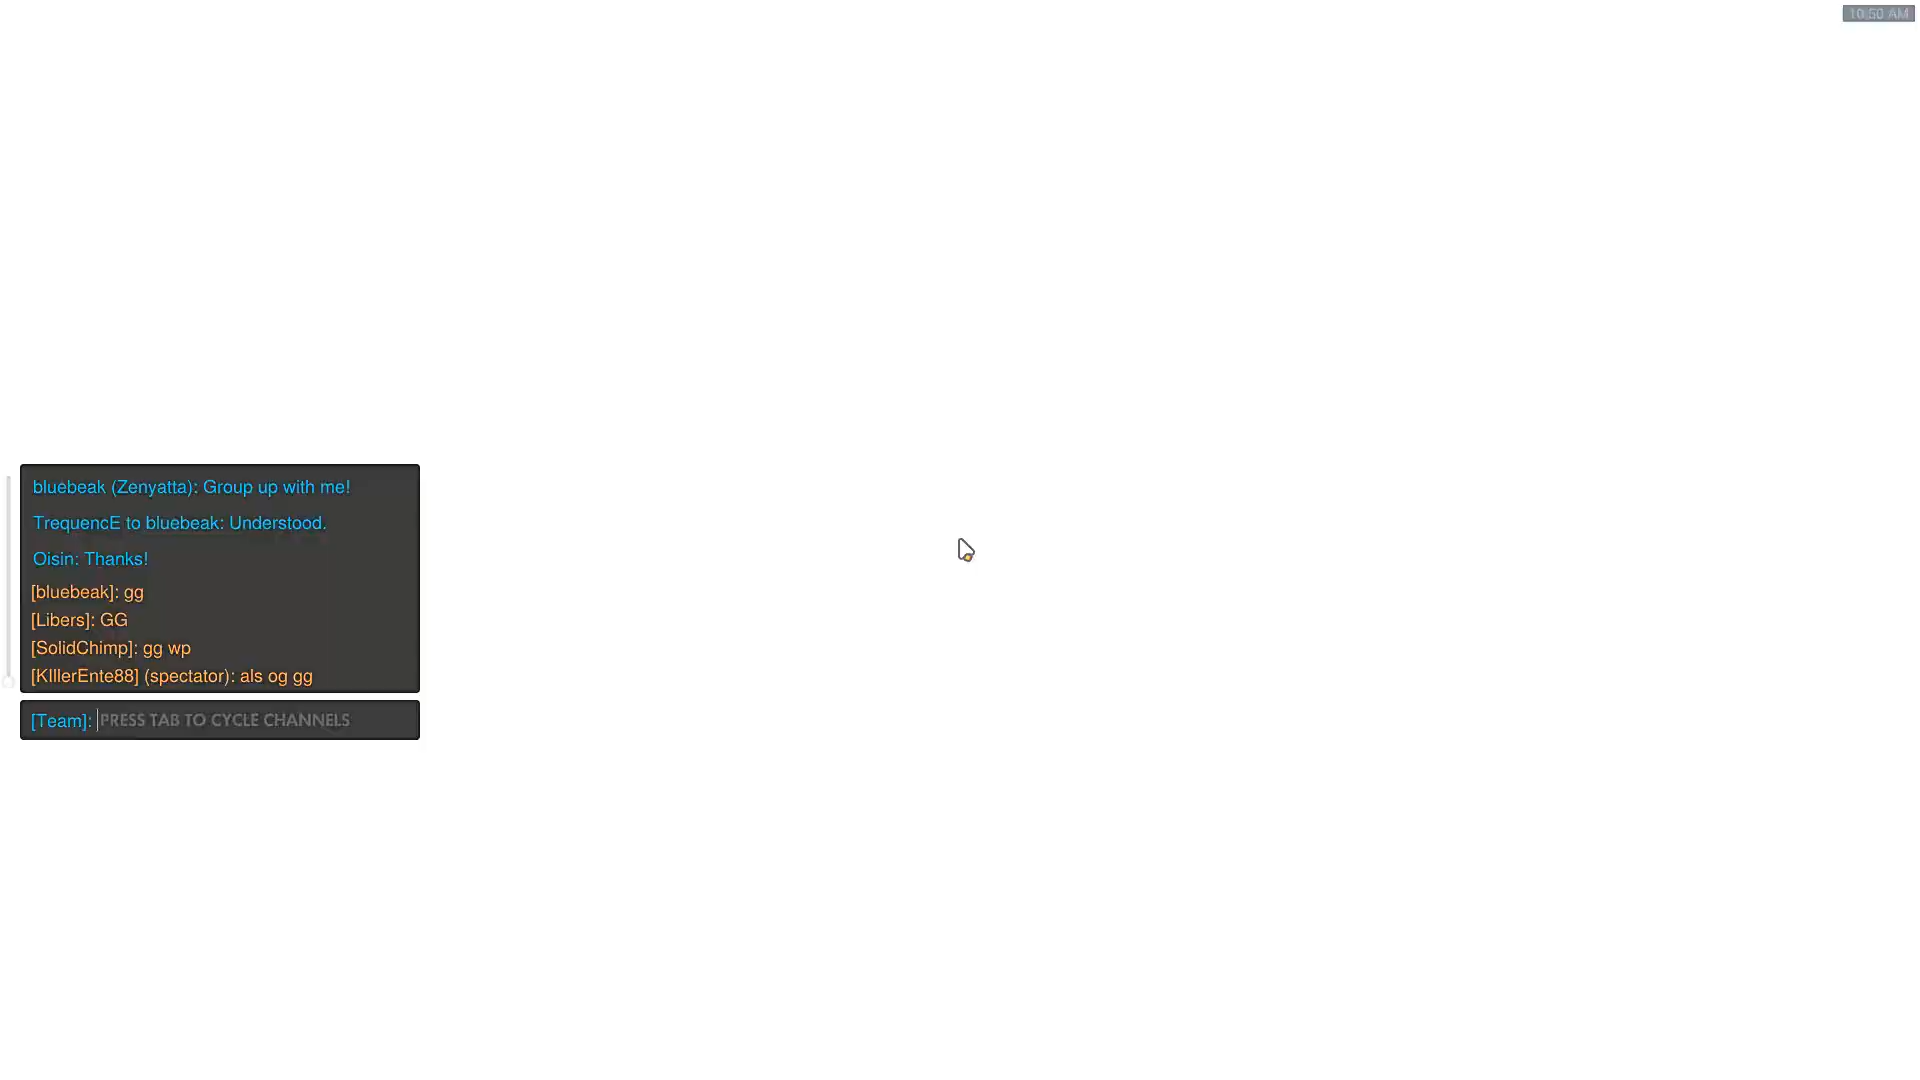 10:50 AM
bluebeak (Zenyatta): Group up with me!
TrequencE to bluebeak: Understood.
Oisin: Thanks!
[bluebeak]: gg
[Libers]: GG
[SolidChimp]: gg wp
[KIllerEnte88] (spectator): als og gg
[Team]: PRESS TAB TO CYCLE CHANNELS